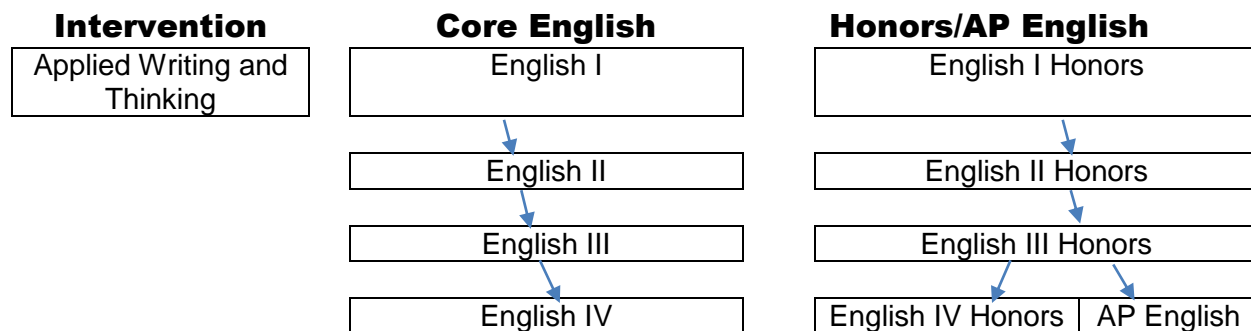 Intervention
Core English
Honors/AP English
Applied Writing and
Thinking
English I
English I Honors
English II
English II Honors
English III
English III Honors
English IV
English IV Honors
AP English